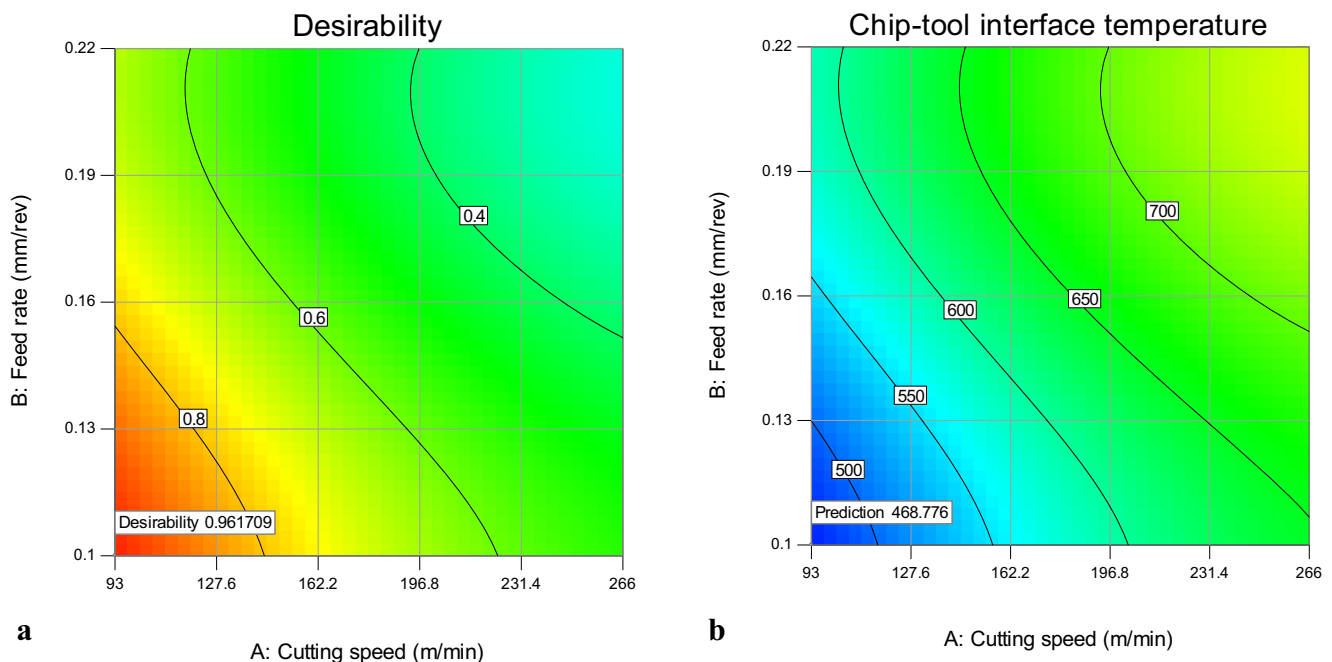 Desirability
0.22
0.19
0.16
0.13
0.1
B: Feed rate (mm/rev)
0.4
0.6
0.8
Desirability 0.961709
93 127.6 162.2 196.8 231.4 266
A: Cutting speed (m/min)
a
Chip-tool interface temperature
0.22
0.19
0.16
0.13
0.1
B: Feed rate (mm/rev)
700
650
600
550
500
Prediction 468.776
93 127.6 162.2 196.8 231.4 266
A: Cutting speed (m/min)
b